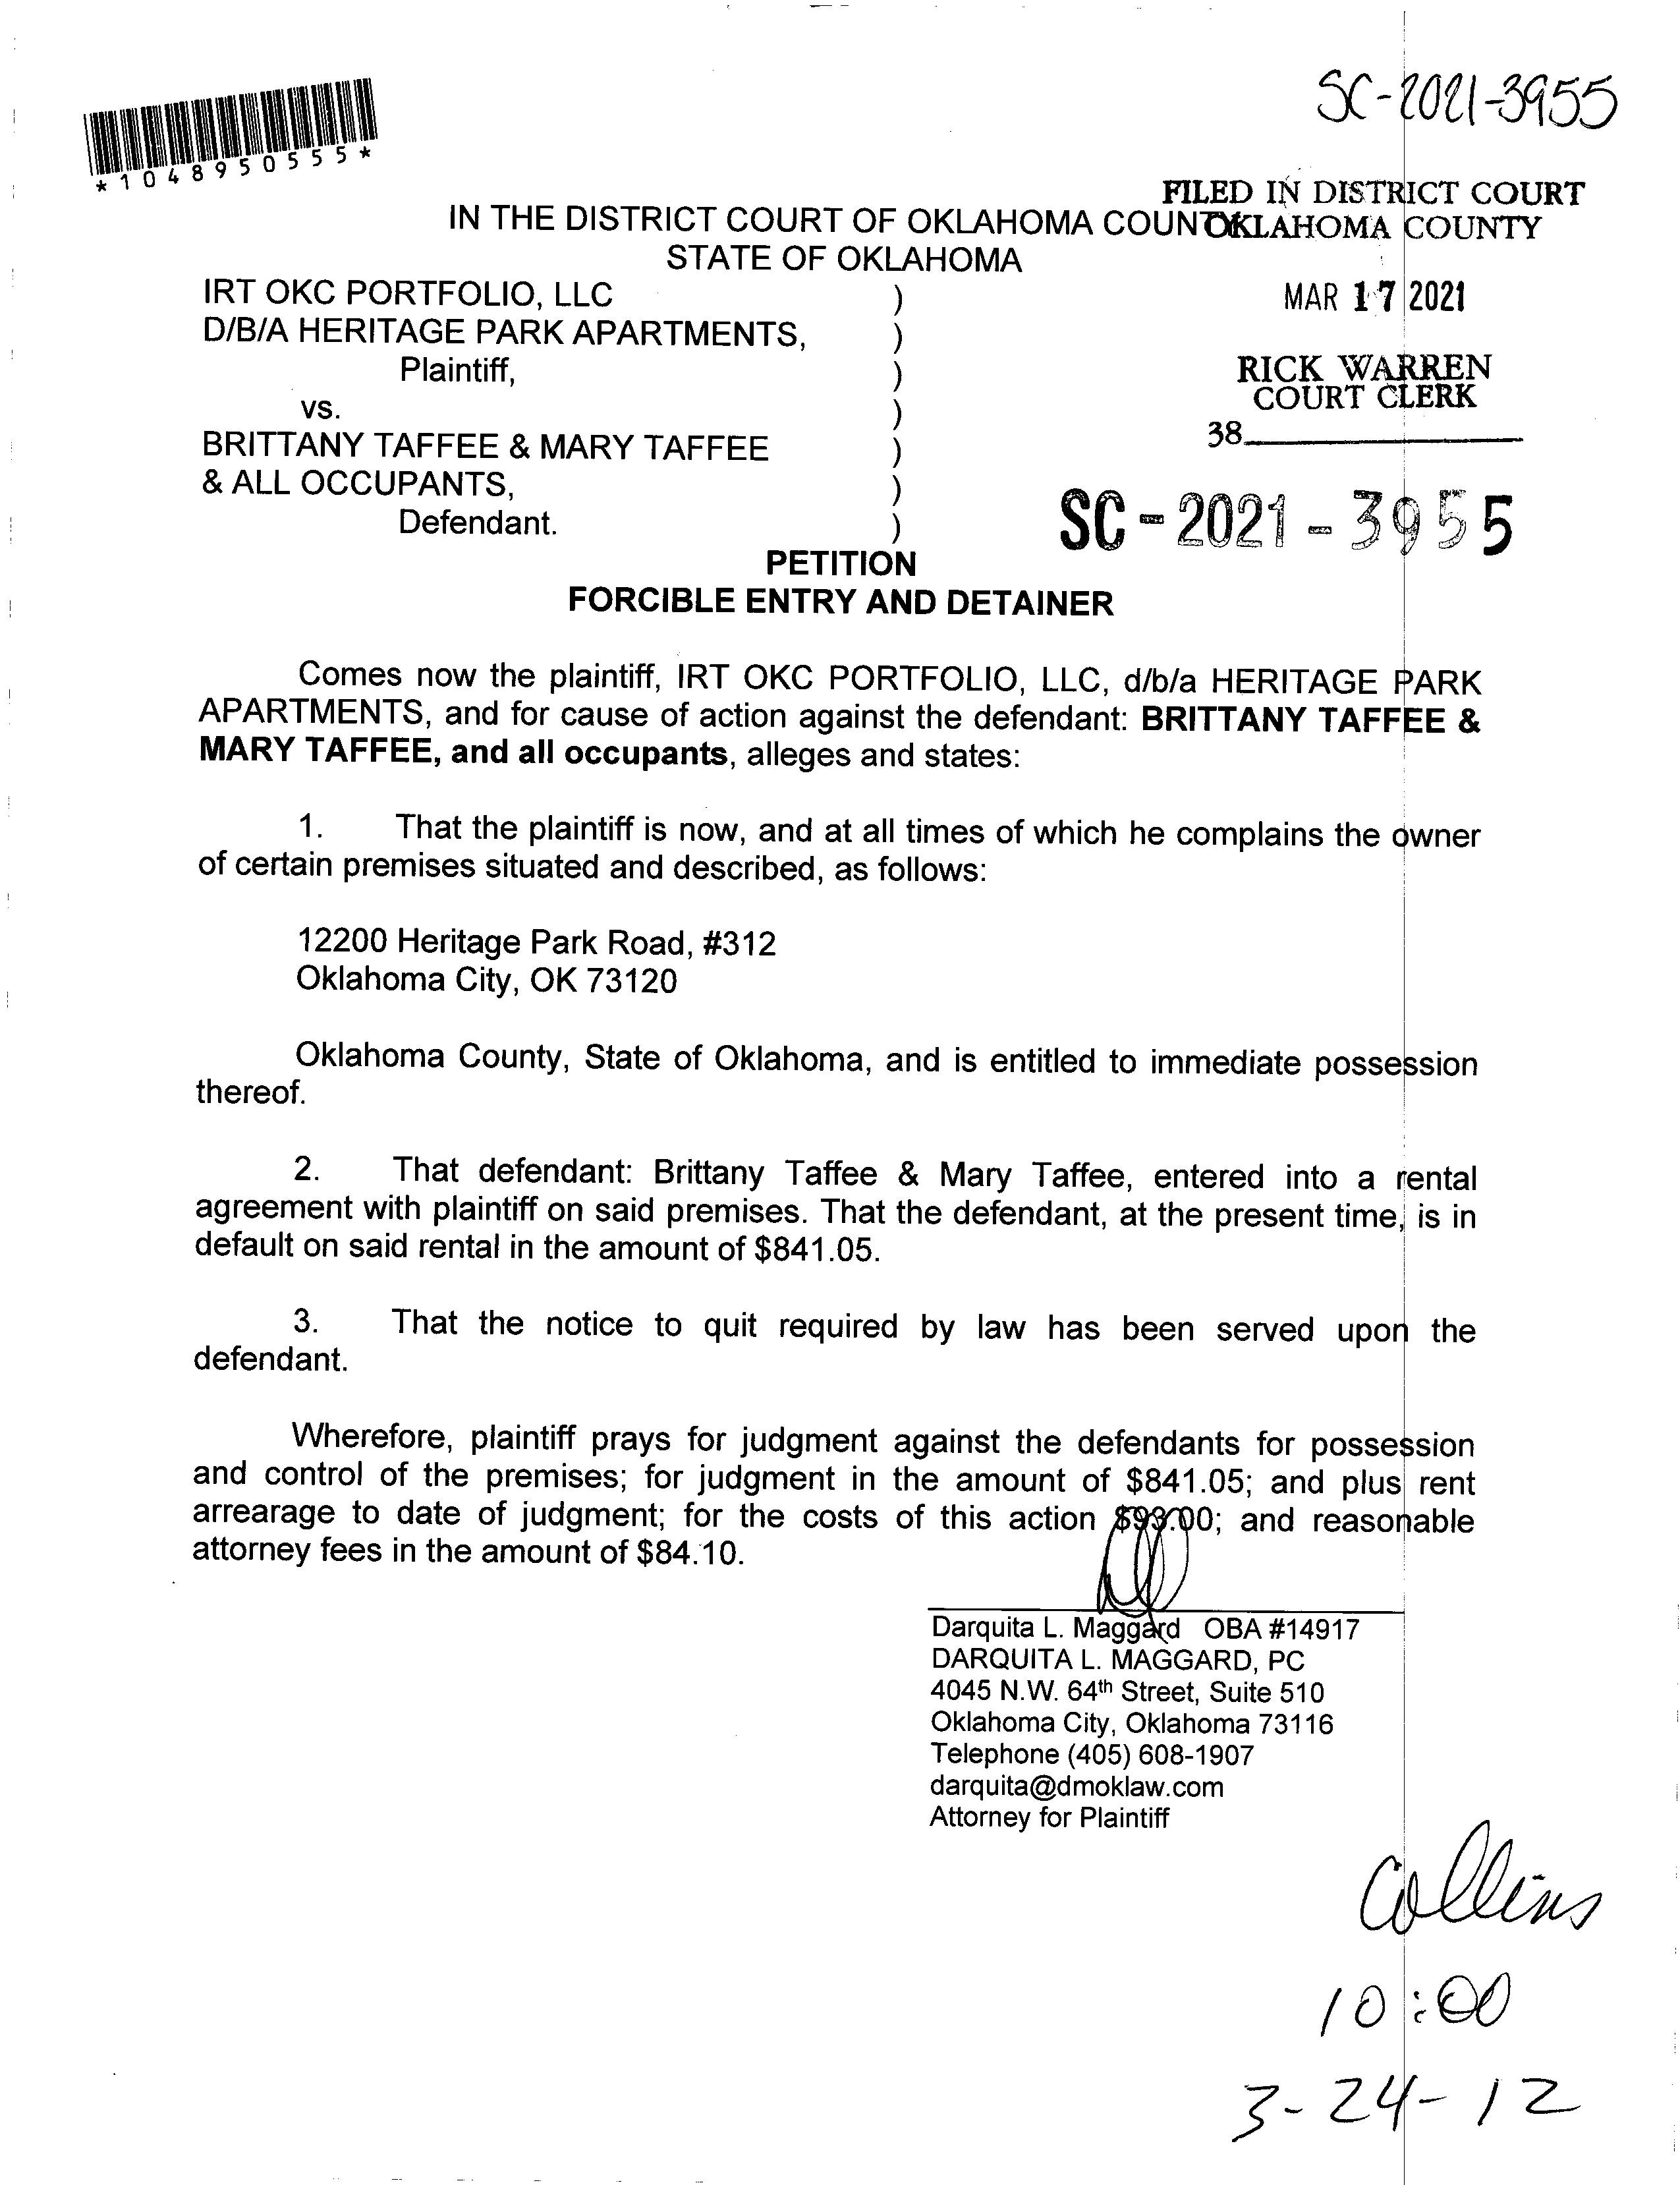 SC-2021-3955
*1048950555*
FILED IN DISTRICT COURT
OKLAHOMA COUNTY
IN THE DISTRICT COURT OF OKLAHOMA COUNTY
STATE OF OKLAHOMA
MAR 17 2021
RICK WARREN
COURT CLERK
38
SC-2021-3955
IRT OKC PORTFOLIO, LLC )
D/B/A HERITAGE PARK APARTMENTS, )
Plaintiff, )
vs. )
BRITTANY TAFFEE & MARY TAFFEE )
& ALL OCCUPANTS, )
Defendant. )
PETITION
FORCIBLE ENTRY AND DETAINER
Comes now the plaintiff, IRT OKC PORTFOLIO, LLC, d/b/a HERITAGE PARK
APARTMENTS, and for cause of action against the defendant: BRITTANY TAFFEE &
MARY TAFFEE, and all occupants, alleges and states:
1. That the plaintiff is now, and at all times of which he complains the owner
of certain premises situated and described, as follows:
12200 Heritage Park Road, #312
Oklahoma City, OK 73120
Oklahoma County, State of Oklahoma, and is entitled to immediate possession
thereof.
2. That defendant: Brittany Taffee & Mary Taffee, entered into a rental
agreement with plaintiff on said premises. That the defendant, at the present time, is in
default on said rental in the amount of $841.05.
3. That the notice to quit required by law has been served upon the
defendant.
Wherefore, plaintiff prays for judgment against the defendants for possession
and control of the premises; for judgment in the amount of $841.05; and plus rent
arrearage to date of judgment; for the costs of this action $93.00; and reasonable
attorney fees in the amount of $84.10.
Darquita L. Maggard OBA #14917
DARQUITA L. MAGGARD, PC
4045 N.W. 64th Street, Suite 510
Oklahoma City, Oklahoma 73116
Telephone (405) 608-1907
darquita@dmoklaw.com
Attorney for Plaintiff
Collins
10:00
3-24-12